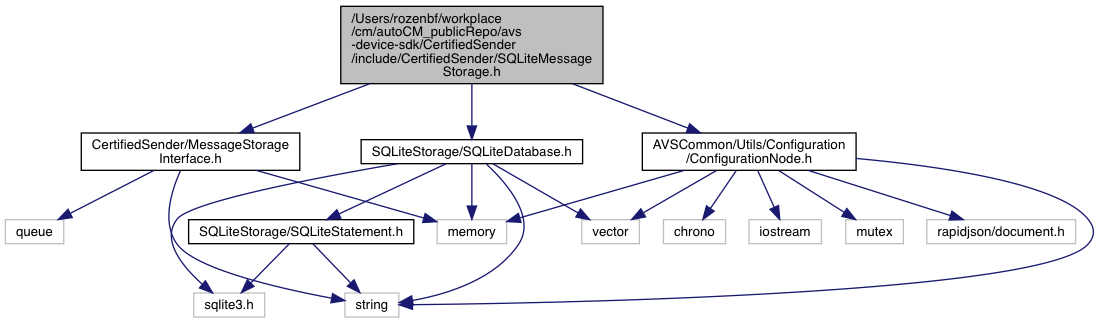 /Users/rozenbf/workplace
/cm/autoCM_publicRepo/avs
-device-sdk/CertifiedSender
/include/CertifiedSender/SQLiteMessage
Storage.h
CertifiedSender/MessageStorage
Interface.h
SQLiteStorage/SQLiteDatabase.h
AVSCommon/Utils/Configuration
/ConfigurationNode.h
queue
SQLiteStorage/SQLiteStatement.h
memory
vector
chrono
iostream
mutex
rapidjson/document.h
sqlite3.h
string